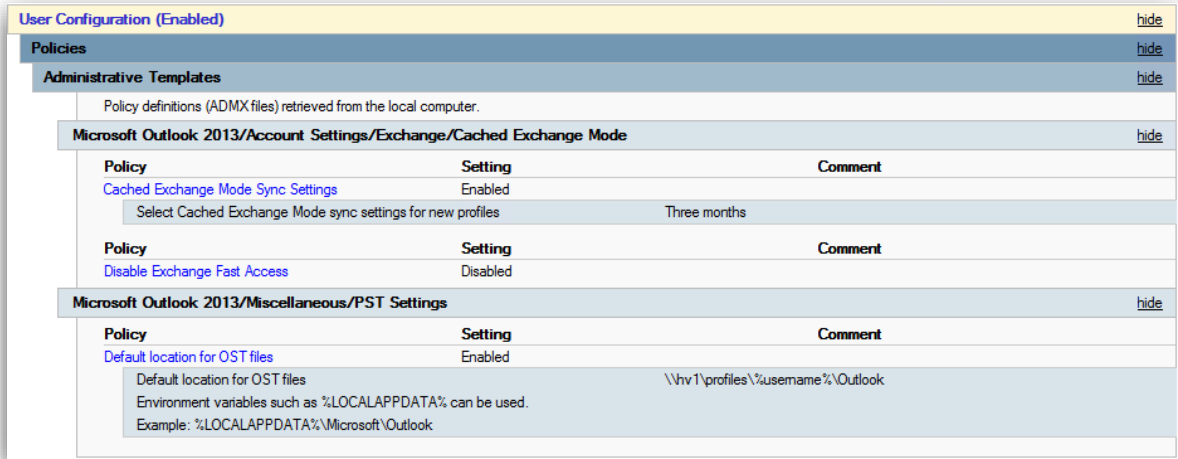 User Configuration (Enabled) hide
Policies hide
Administrative Templates hide
Policy definitions (ADMX files) retrieved from the local computer.
Microsoft Outlook 2013/Account Settings/Exchange/Cached Exchange Mode hide
Policy Setting Comment
Cached Exchange Mode Sync Settings Enabled
Select Cached Exchange Mode sync settings for new profiles Three months
Policy Setting Comment
Disable Exchange Fast Access Disabled
Microsoft Outlook 2013/Miscellaneous/PST Settings hide
Policy Setting Comment
Default location for OST files Enabled
Default location for OST files \\hv1\profiles\%username%\Outlook
Environment variables such as %LOCALAPPDATA% can be used.
Example: %LOCALAPPDATA%\Microsoft\Outlook